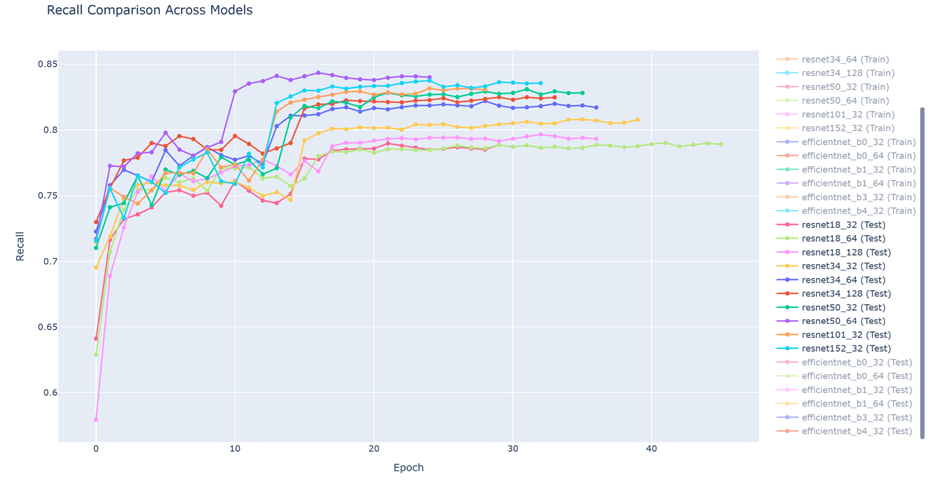 Recall Comparison Across Models
0.85
0.8
0.75
0.7
0.65
0.6
Recall
0
10
20
30
40
Epoch
resnet34_64 (Train)
resnet34_128 (Train)
resnet50_32 (Train)
resnet50_64 (Train)
resnet101_32 (Train)
resnet152_32 (Train)
efficientnet_b0_32 (Train)
efficientnet_b0_64 (Train)
efficientnet_b1_32 (Train)
efficientnet_b1_64 (Train)
efficientnet_b3_32 (Train)
efficientnet_b4_32 (Train)
resnet18_32 (Test)
resnet18_64 (Test)
resnet18_128 (Test)
resnet34_32 (Test)
resnet34_64 (Test)
resnet34_128 (Test)
resnet50_32 (Test)
resnet50_64 (Test)
resnet101_32 (Test)
resnet152_32 (Test)
efficientnet_b0_32 (Test)
efficientnet_b0_64 (Test)
efficientnet_b1_32 (Test)
efficientnet_b1_64 (Test)
efficientnet_b3_32 (Test)
efficientnet_b4_32 (Test)